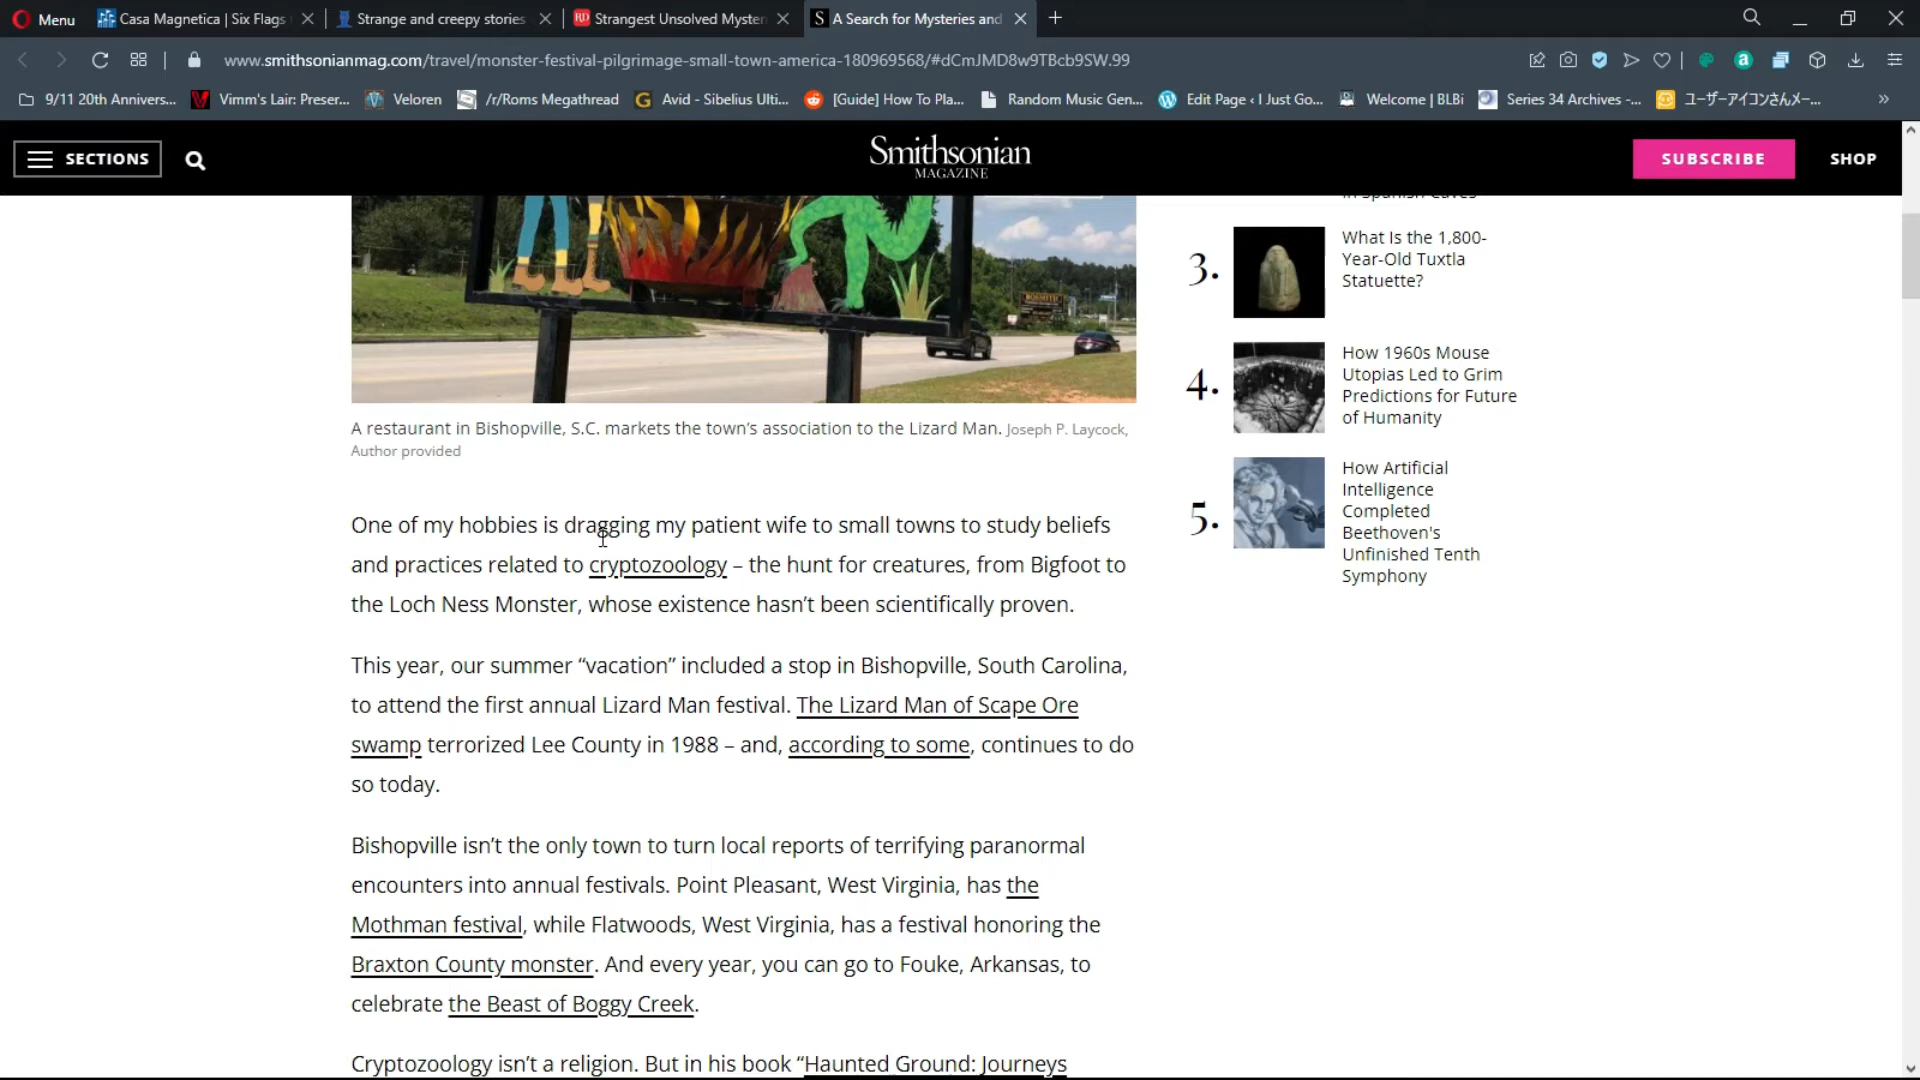 Menu
Casa Magnetica | Six Flags
Strange and creepy stories
Strangest Unsolved Myster
A Search for Mysteries and
www.smithsonianmag.com/travel/monster-festival-pilgrimage-small-town-america-180969568/#dCmJMD8w9TBcb9SW.99
9/11 20th Annivers...
Vimm's Lair: Preser...
Veloren
/r/Roms Megathread
Avid - Sibelius Ulti...
[Guide] How To Pla...
Random Music Gen...
Edit Page ‹ I Just Go...
Welcome | BLBi
Series 34 Archives -...
ユーザーアイコンさんメー...
SECTIONS
Smithsonian
MAGAZINE
SUBSCRIBE
SHOP
in Spanish Caves
3.
What Is the 1,800-
Year-Old Tuxtla
Statuette?
4.
How 1960s Mouse
Utopias Led to Grim
Predictions for Future
of Humanity
5.
How Artificial
Intelligence
Completed
Beethoven's
Unfinished Tenth
Symphony
A restaurant in Bishopville, S.C. markets the town's association to the Lizard Man. Joseph P. Laycock,
Author provided
One of my hobbies is dragging my patient wife to small towns to study beliefs
and practices related to cryptozoology – the hunt for creatures, from Bigfoot to
the Loch Ness Monster, whose existence hasn't been scientifically proven.
This year, our summer “vacation” included a stop in Bishopville, South Carolina,
to attend the first annual Lizard Man festival. The Lizard Man of Scape Ore
swamp terrorized Lee County in 1988 – and, according to some, continues to do
so today.
Bishopville isn't the only town to turn local reports of terrifying paranormal
encounters into annual festivals. Point Pleasant, West Virginia, has the
Mothman festival, while Flatwoods, West Virginia, has a festival honoring the
Braxton County monster. And every year, you can go to Fouke, Arkansas, to
celebrate the Beast of Boggy Creek.
Cryptozoology isn't a religion. But in his book “Haunted Ground: Journeys